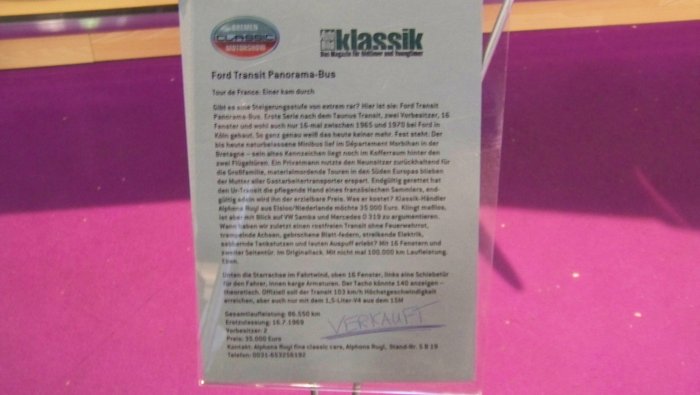 BREMEN
CLASSIC
MOTORSHOW
klassik
Das Magazin für Oldtimer und Youngtimer
Ford Transit Panorama-Bus
Tour de France: Einer kam durch
Gibt es eine Steigerungsstufe von extrem rar? Hier ist sie: Ford Transit
Panorama-Bus. Erste Serie nach dem Taunus Transit, zwei Vorbesitzer, 16
Fenster und wohl auch nur 16-mal zwischen 1965 und 1970 bei Ford in
Köln gebaut. So ganz genau weiß das heute keiner mehr. Fest steht: Der
bis heute naturbelassene Minibus lief im Département Morbihan in der
Bretagne – sein altes Kennzeichen liegt noch im Kofferraum hinter den
zwei Flügeltüren. Ein Privatmann nutzte den Neunsitzer zurückhaltend für
die Großfamilie, materialmordende Touren in den Süden Europas blieben
der Mutter aller Gastarbeitertransporter erspart. Endgültig gerettet hat
den Ur-Transit die pflegende Hand eines französischen Sammlers, end-
gültig adeln wird ihn der erzielbare Preis. Was er kostet? Klassik-Händler
Alphons Rugi aus Elsloo/Niederlande möchte 35.000 Euro. Klingt maßlos,
ist aber mit Blick auf VW Samba und Mercedes O 319 zu argumentieren.
Wann haben wir zuletzt einen rostfreien Transit ohne Feuerwehrrot,
trampelnde Achsen, gebrochene Blatt-federn, streikende Elektrik,
sabbernde Tankstutzen und lauten Auspuff erlebt? Mit 16 Fenstern und
zweiter Seitentür. Im Originallack. Mit nicht mal 100.000 km Laufleistung.
Eben.
Unten die Starrachse im Fahrtwind, oben 16 Fenster, links eine Schiebetür
für den Fahrer, innen karge Armaturen. Der Tacho könnte 140 anzeigen –
theoretisch. Offiziell soll der Transit 103 km/h Höchstgeschwindigkeit
erreichen, aber auch nur mit dem 1,5-Liter-V4 aus dem 15M
Gesamtlaufleistung: 86.550 km
Erstzulassung: 16.7.1969
Vorbesitzer: 2
Preis: 35.000 Euro
Kontakt: Alphons Rugi fine classic cars, Alphons Rugi, Stand-Nr. 5 B 19
Telefon: 0031-653216192
VERKAUFT